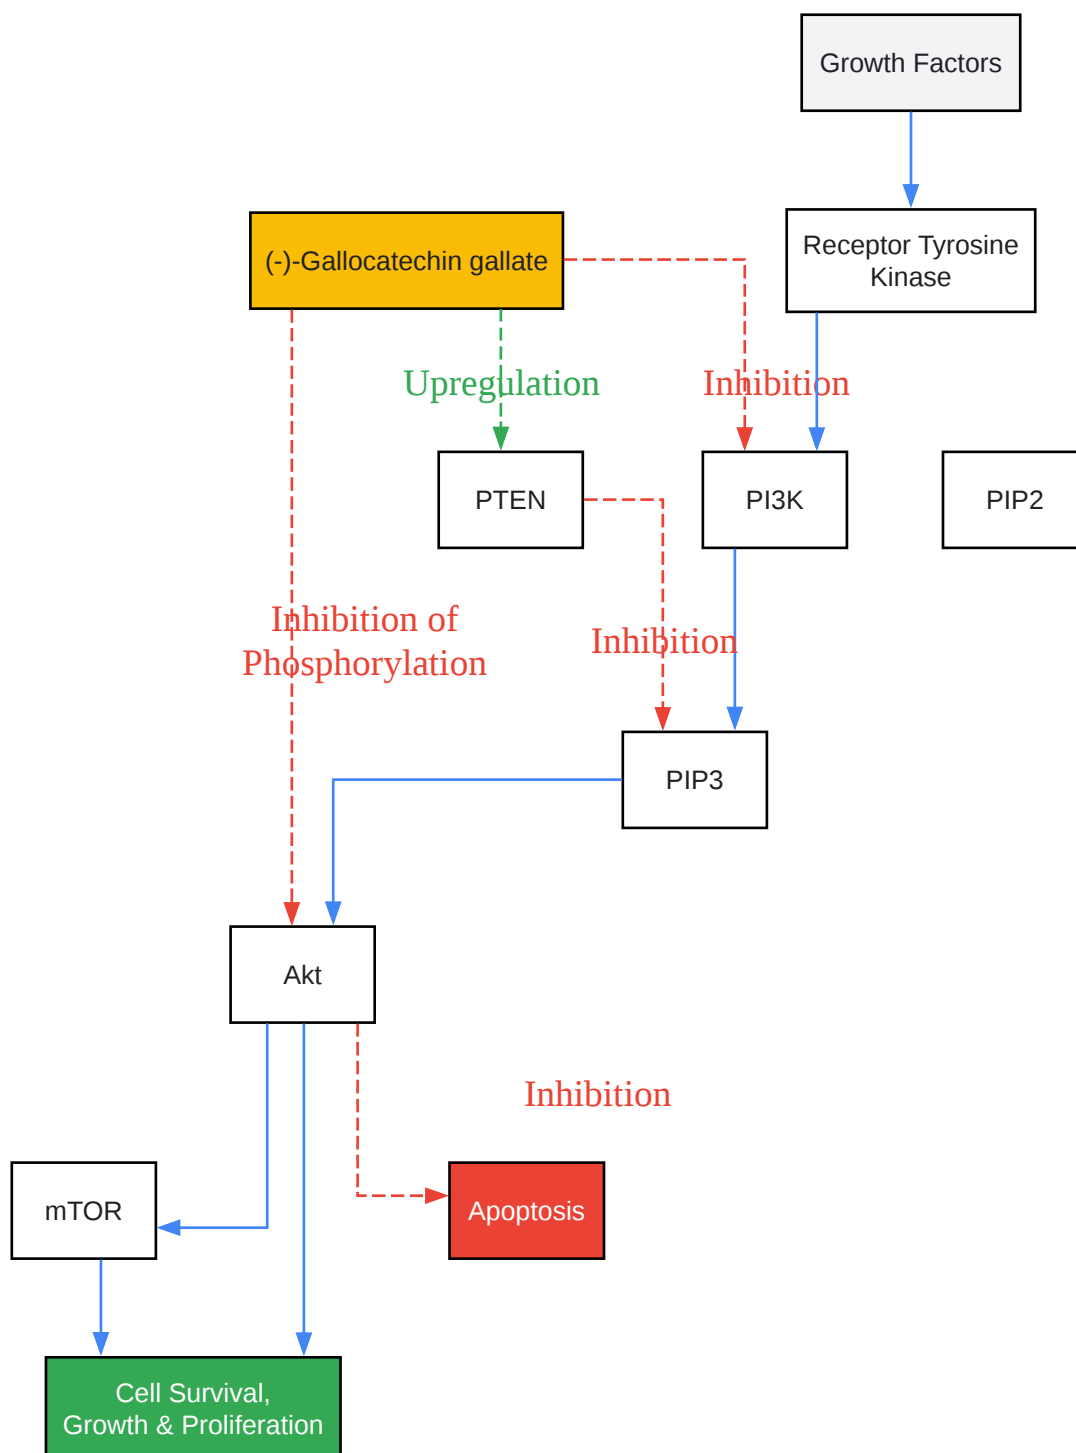 Growth Factors
(-)-Gallocatechin gallate
Receptor Tyrosine
Kinase
Upregulation
Inhibition
PTEN
PI3K
PIP2
Inhibition of
Phosphorylation
Inhibition
PIP3
Akt
Inhibition
mTOR
Apoptosis
Cell Survival,
Growth & Proliferation